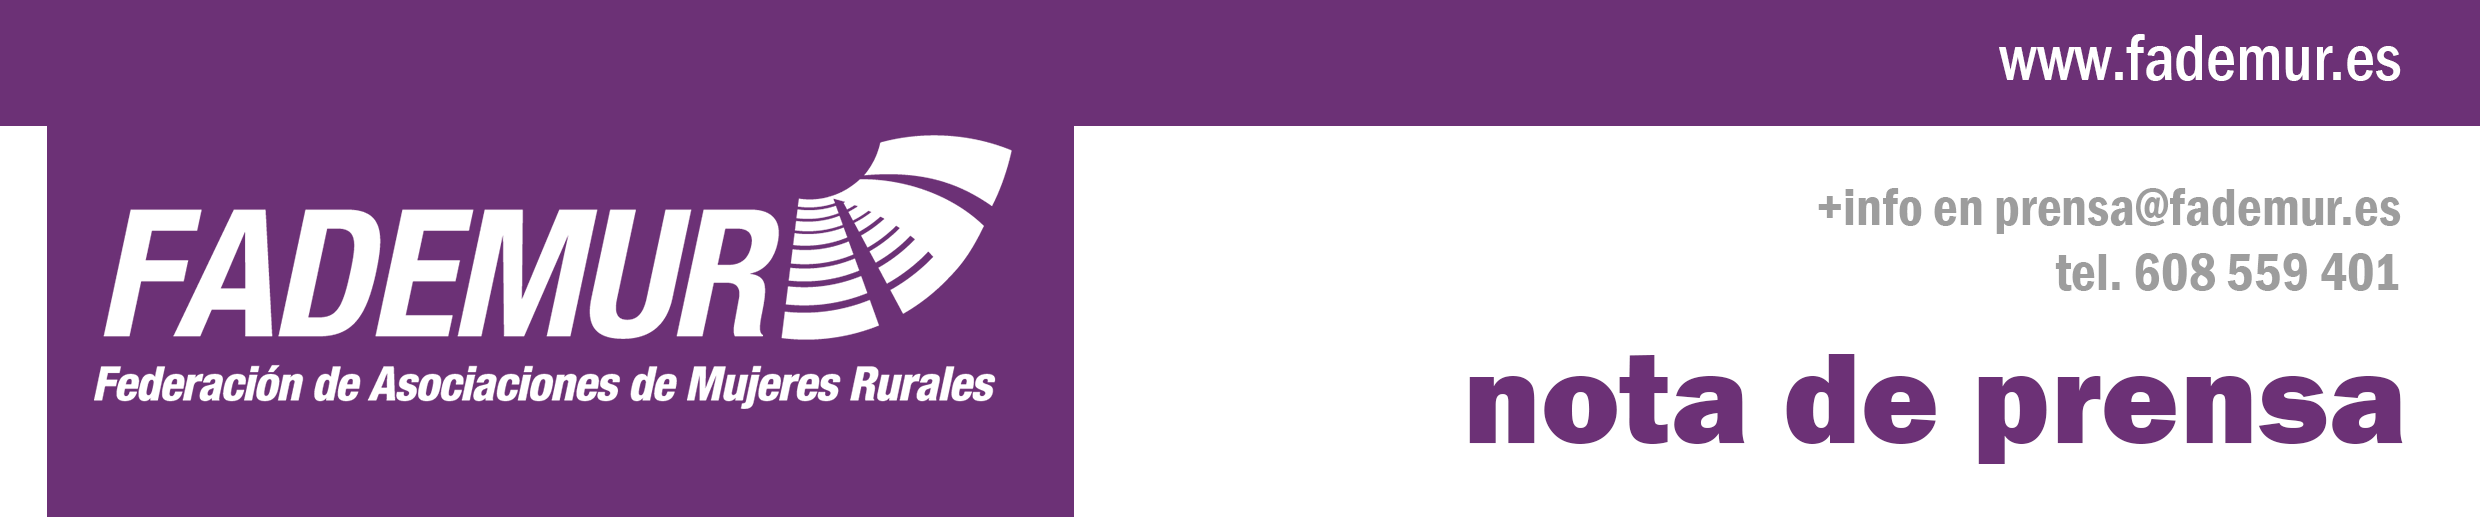 www.fademur.es
FADEMUR
Federación de Asociaciones de Mujeres Rurales
+info en prensa@fademur.es
tel. 608 559 401
nota de prensa